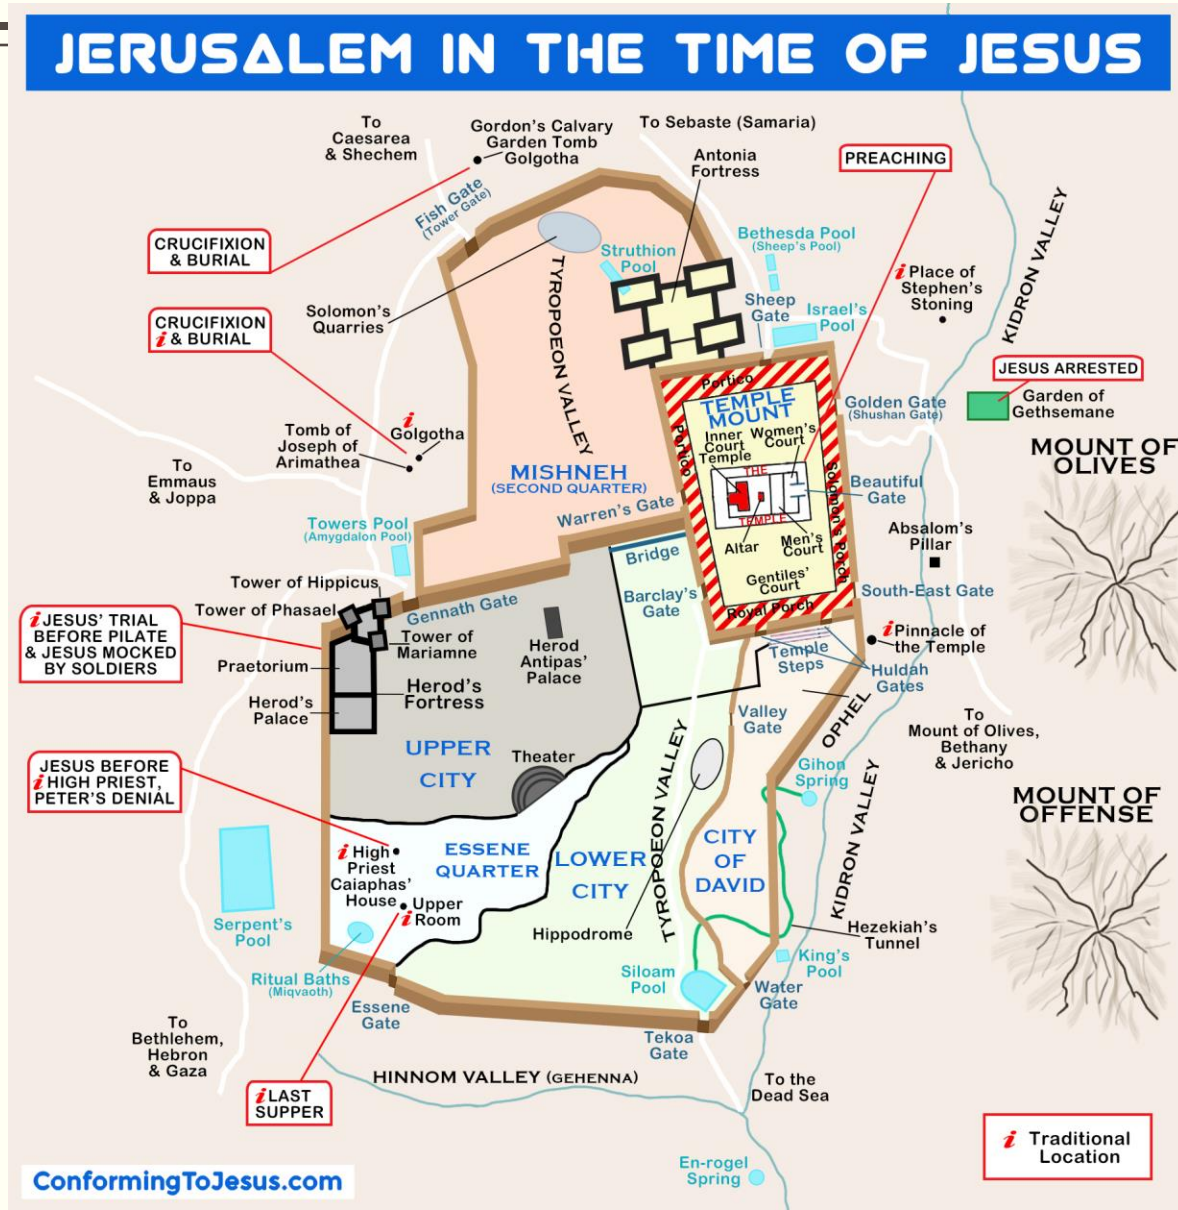 JERUSALEM IN THE TIME OF JESUS
To
Caesarea
& Shechem
Gordon's Calvary
Garden Tomb
Golgotha
To Sebaste (Samaria)
Antonia
Fortress
PREACHING
Fish Gate
(Tower Gate)
CRUCIFIXION
& BURIAL
Struthion
Pool
Bethesda Pool
(Sheep's Pool)
i Place of
Stephen's
Stoning
KIDRON VALLEY
Solomon's
Quarries
TYROPOEON VALLEY
Sheep
Gate
Israel's
Pool
CRUCIFIXION
i & BURIAL
JESUS ARRESTED
Garden of
Gethsemane
Portico
TEMPLE
MOUNT
Golden Gate
(Shushan Gate)
i
Golgotha
Tomb of
Joseph of
Arimathea
Portico
Inner
Court
Women's
Court
Temple
THE
TEMPLE
Altar
Men's
Court
Gentiles'
Court
Solomon's Porch
Royal Porch
MOUNT OF
OLIVES
To
Emmaus
& Joppa
MISHNEH
(SECOND QUARTER)
Warren's Gate
Beautiful
Gate
Towers Pool
(Amygdalon Pool)
Bridge
Absalom's
Pillar
Tower of Hippicus
Tower of Phasael
Gennath Gate
Barclay's
Gate
South-East Gate
i JESUS' TRIAL
BEFORE PILATE
& JESUS MOCKED
BY SOLDIERS
Tower of
Mariamne
Herod
Antipas'
Palace
Temple
Steps
i Pinnacle of
the Temple
Huldah
Gates
Praetorium
Herod's
Fortress
Herod's
Palace
Valley
Gate
OPHEL
To
Mount of Olives,
Bethany
& Jericho
UPPER
CITY
Theater
TYROPOEON VALLEY
Gihon
Spring
JESUS BEFORE
i HIGH PRIEST,
PETER'S DENIAL
MOUNT OF
OFFENSE
KIDRON VALLEY
i High
Priest
Caiaphas'
House
ESSENE
QUARTER
LOWER
CITY
CITY
OF
DAVID
Upper
i Room
Serpent's
Pool
Hippodrome
Hezekiah's
Tunnel
Ritual Baths
(Miqvaoth)
Siloam
Pool
King's
Pool
Water
Gate
Essene
Gate
To
Bethlehem,
Hebron
& Gaza
Tekoa
Gate
HINNOM VALLEY (GEHENNA)
To the
Dead Sea
i LAST
SUPPER
i Traditional
Location
En-rogel
Spring
ConformingToJesus.com